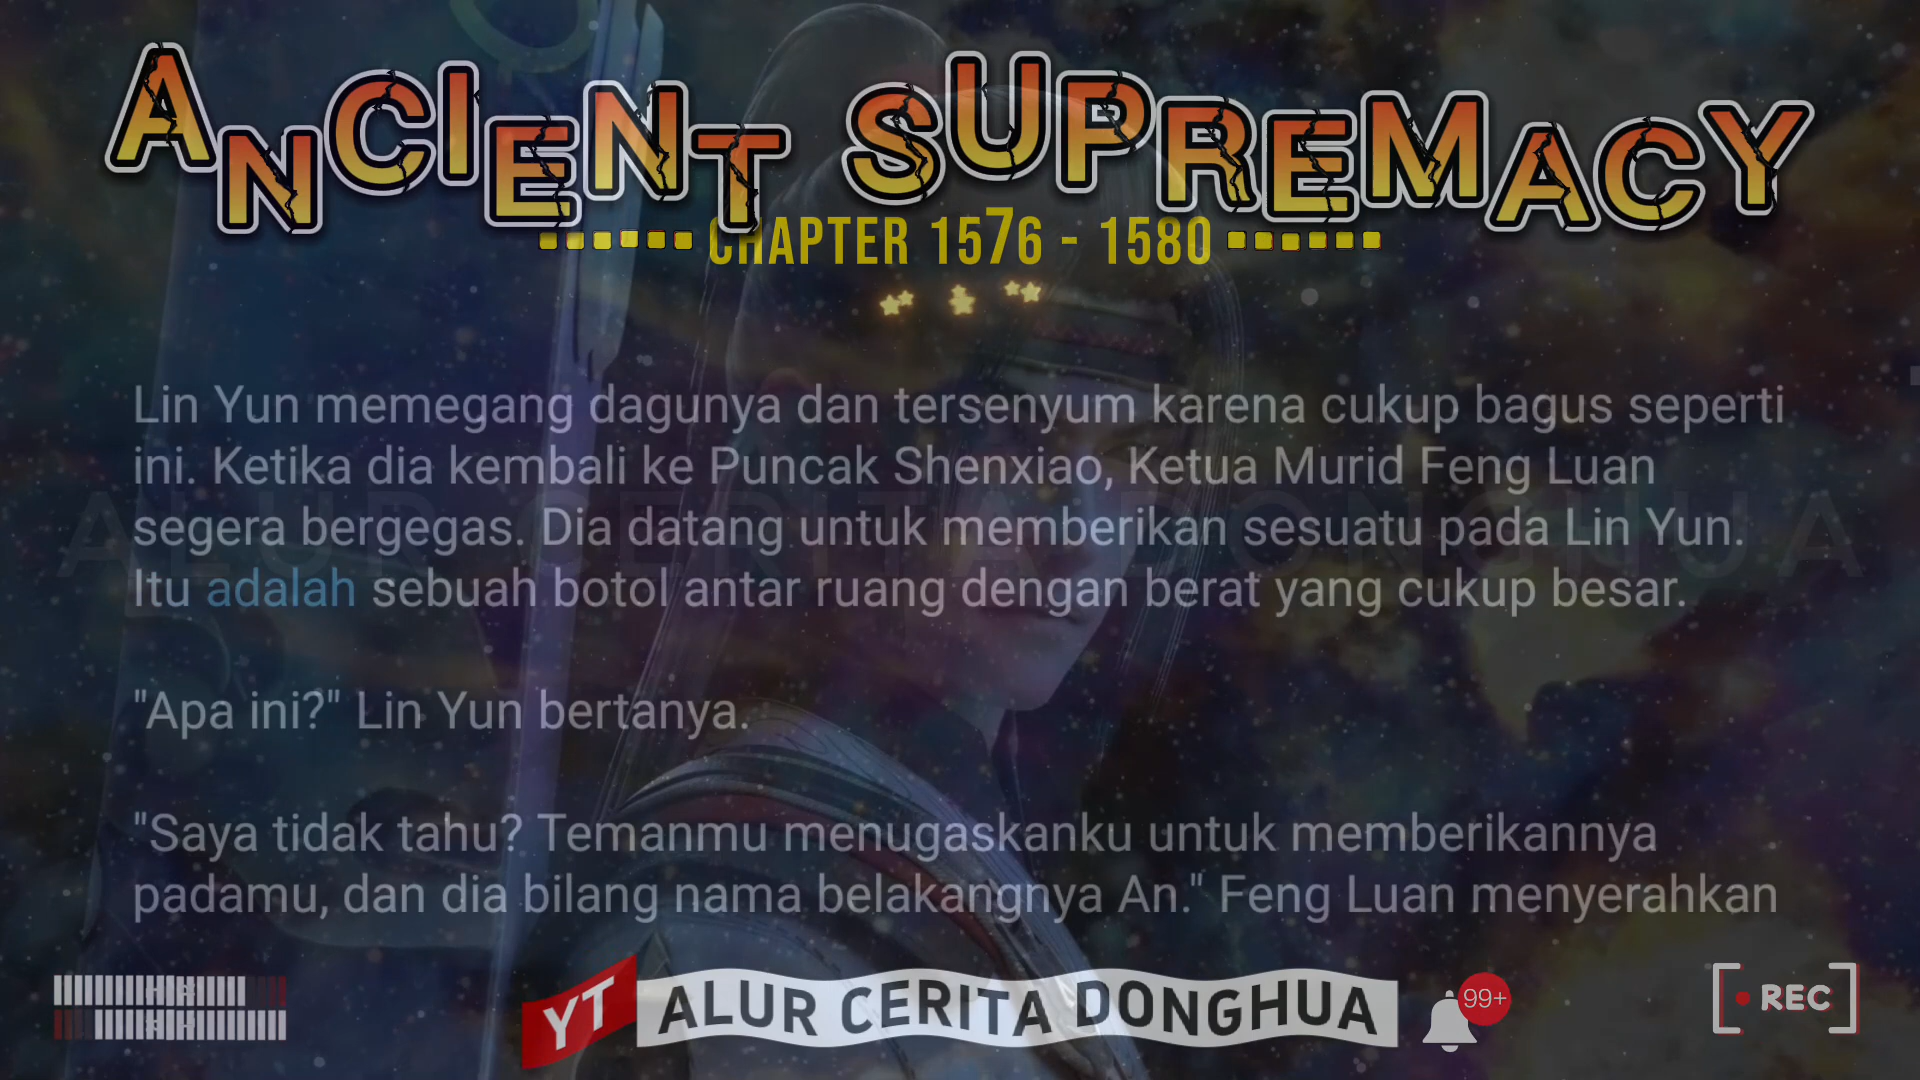 ANCIENT SUPREMACY
CHAPTER 1576 - 1580
Lin Yun memegang dagunya dan tersenyum karena cukup bagus seperti
ini. Ketika dia kembali ke Puncak Shenxiao, Ketua Murid Feng Luan
segera bergegas. Dia datang untuk memberikan sesuatu pada Lin Yun.
Itu adalah sebuah botol antar ruang dengan berat yang cukup besar.
"Apa ini?" Lin Yun bertanya.
"Saya tidak tahu? Temanmu menugaskanku untuk memberikannya
padamu, dan dia bilang nama belakangnya An." Feng Luan menyerahkan
ALUR CERITA DONGHUA
YT ALUR CERITA DONGHUA
99+
REC